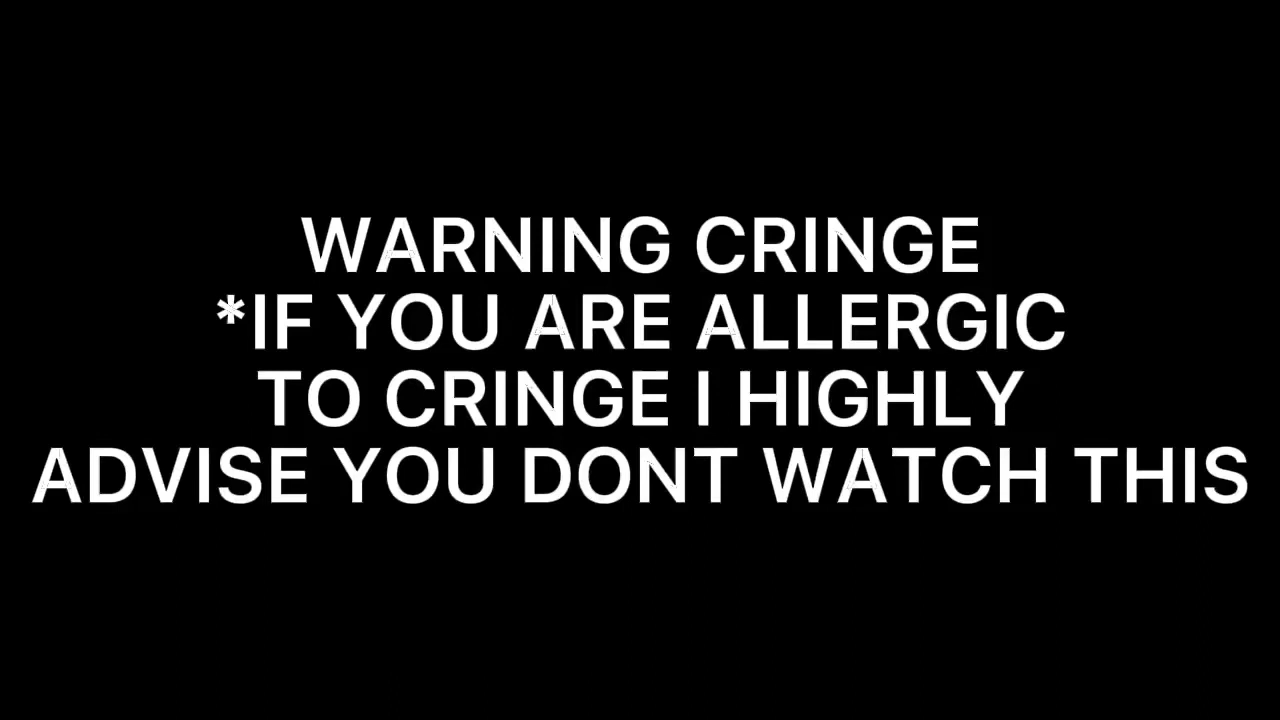 WARNING CRINGE
*IF YOU ARE ALLERGIC
TO CRINGE I HIGHLY
ADVISE YOU DONT WATCH THIS